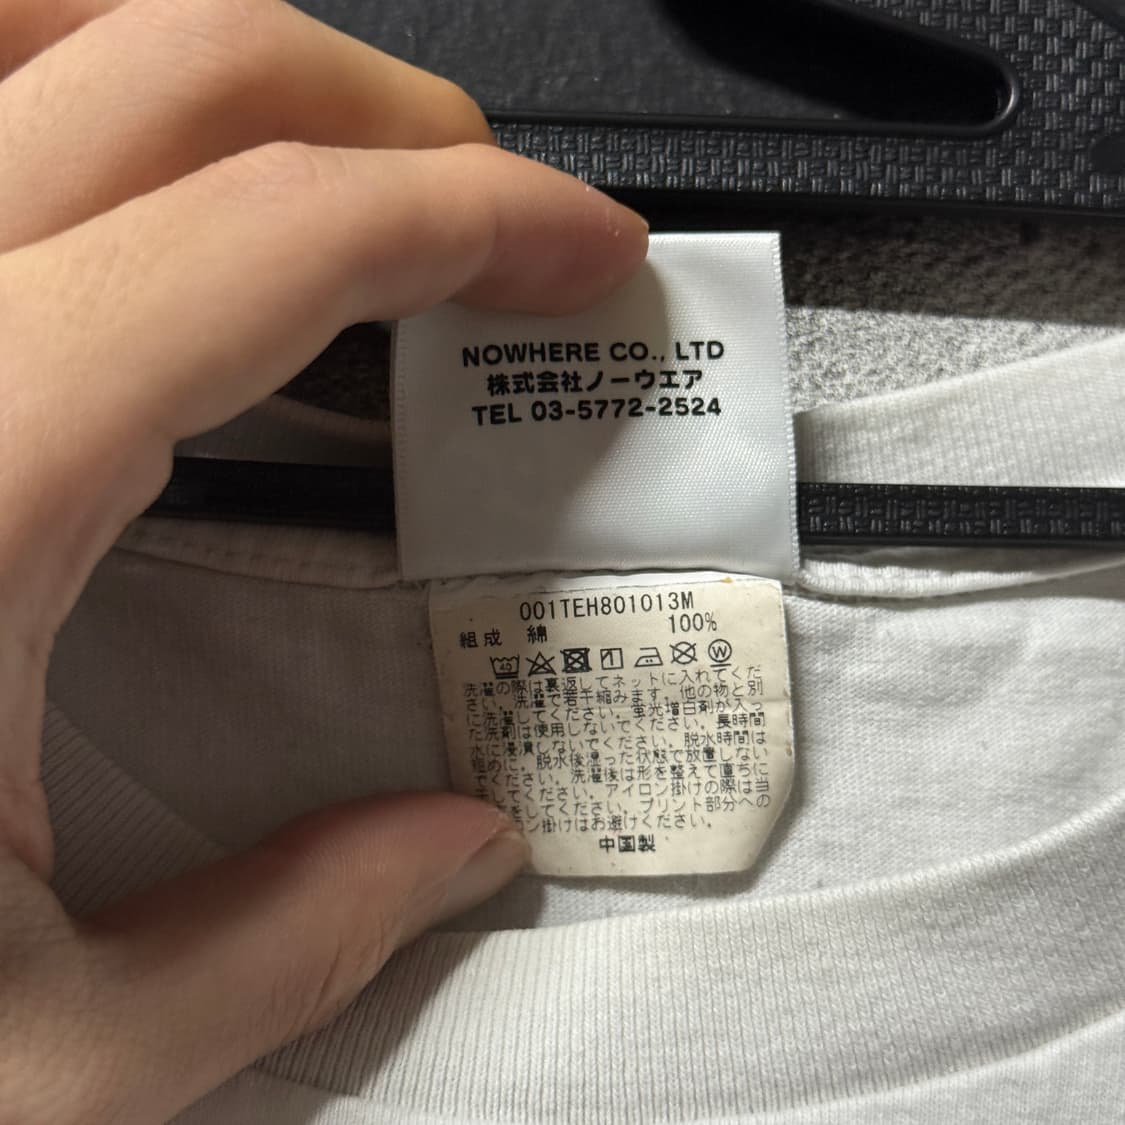 NOWHERE CO., LTD
株式会社ノーウエア
TEL 03-5772-2524
001TEH801013M
組成 綿 100%
40 W
洗濯の際は裏返してネットに入れてくだ
さい。洗濯で若干縮みます。他の物と別
に洗濯してください。蛍光増白剤が入っ
た洗剤は使用しないでください。長時間
水に浸漬しないでください。脱水時間は
短めに。脱水後湿った状態で放置しない
でください。洗濯後は形を整えて直ちに
してください。アイロン掛けの際は当
をしてください。プリント部分への
ン掛けはお避けください。
中国製